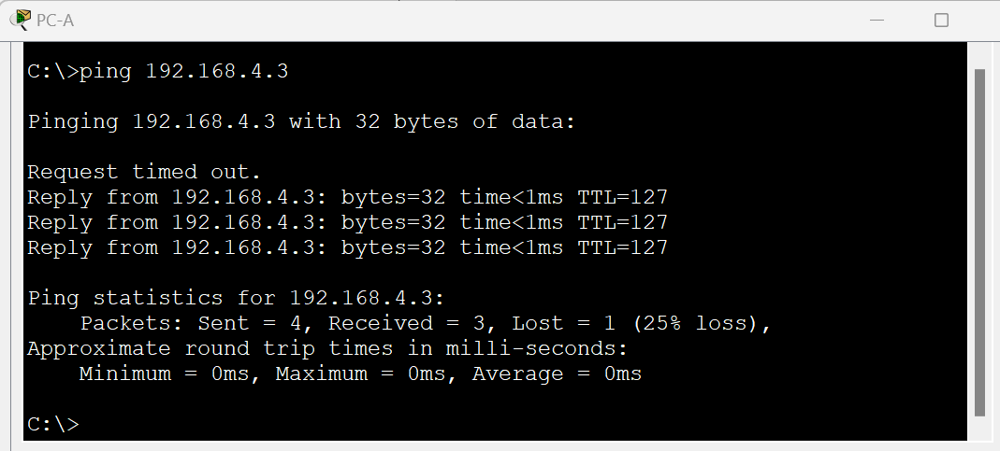 PC-A
C:\>ping 192.168.4.3
Pinging 192.168.4.3 with 32 bytes of data:
Request timed out.
Reply from 192.168.4.3: bytes=32 time<1ms TTL=127
Reply from 192.168.4.3: bytes=32 time<1ms TTL=127
Reply from 192.168.4.3: bytes=32 time<1ms TTL=127
Ping statistics for 192.168.4.3:
    Packets: Sent = 4, Received = 3, Lost = 1 (25% loss),
Approximate round trip times in milli-seconds:
    Minimum = 0ms, Maximum = 0ms, Average = 0ms
C:\>